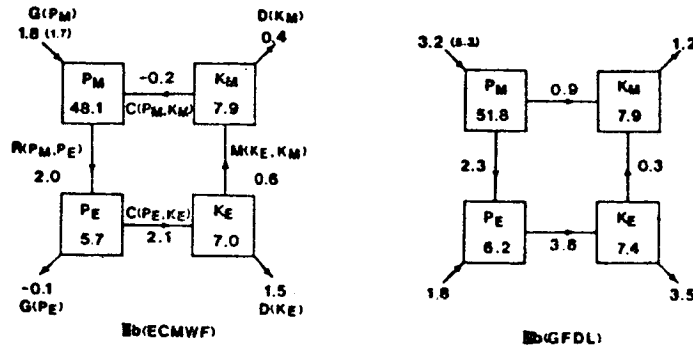 G(PM)
1.8 (1.7)
D(KM)
0.4
PM
48.1
-0.2
C(PM,KM)
KM
7.9
R(PM,PE)
2.0
M(KE,KM)
0.6
PE
5.7
C(PE,KE)
2.1
KE
7.0
-0.1
G(PE)
1.5
D(KE)
b(ECMWF)
3.2
1.2
PM
51.8
0.9
KM
7.9
2.3
0.3
PE
6.2
3.8
KE
7.4
1.8
3.5
b(GFDL)